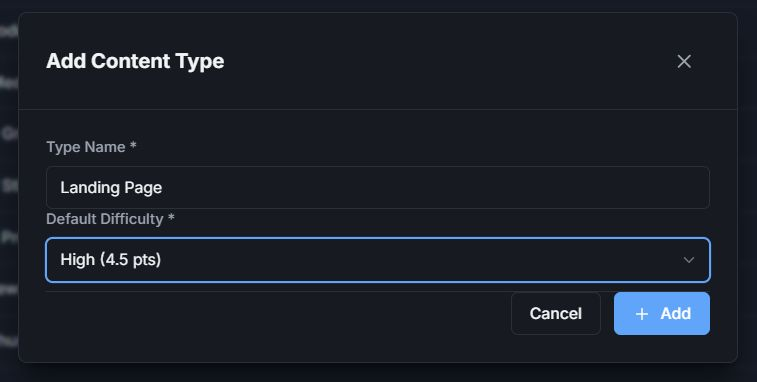 Add Content Type
Type Name *
Landing Page
Default Difficulty *
High (4.5 pts)
Cancel
+ Add